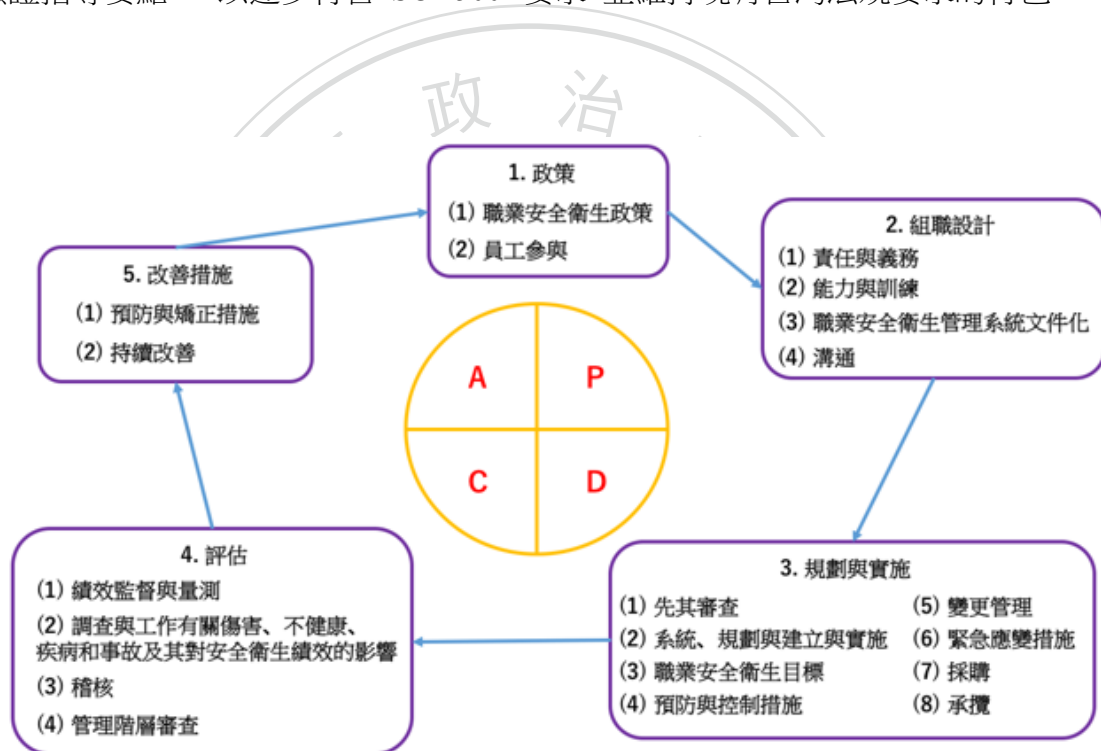 政 治
1. 政策
(1) 職業安全衛生政策
(2) 員工參與
2. 組職設計
(1) 責任與義務
(2) 能力與訓練
(3) 職業安全衛生管理系統文件化
(4) 溝通
3. 規劃與實施
(1) 先其審查
(2) 系統、規劃與建立與實施
(3) 職業安全衛生目標
(4) 預防與控制措施
(5) 變更管理
(6) 緊急應變措施
(7) 採購
(8) 承攬
4. 評估
(1) 績效監督與量測
(2) 調查與工作有關傷害、不健康、
疾病和事故及其對安全衛生績效的影響
(3) 稽核
(4) 管理階層審查
5. 改善措施
(1) 預防與矯正措施
(2) 持續改善
A
P
C
D